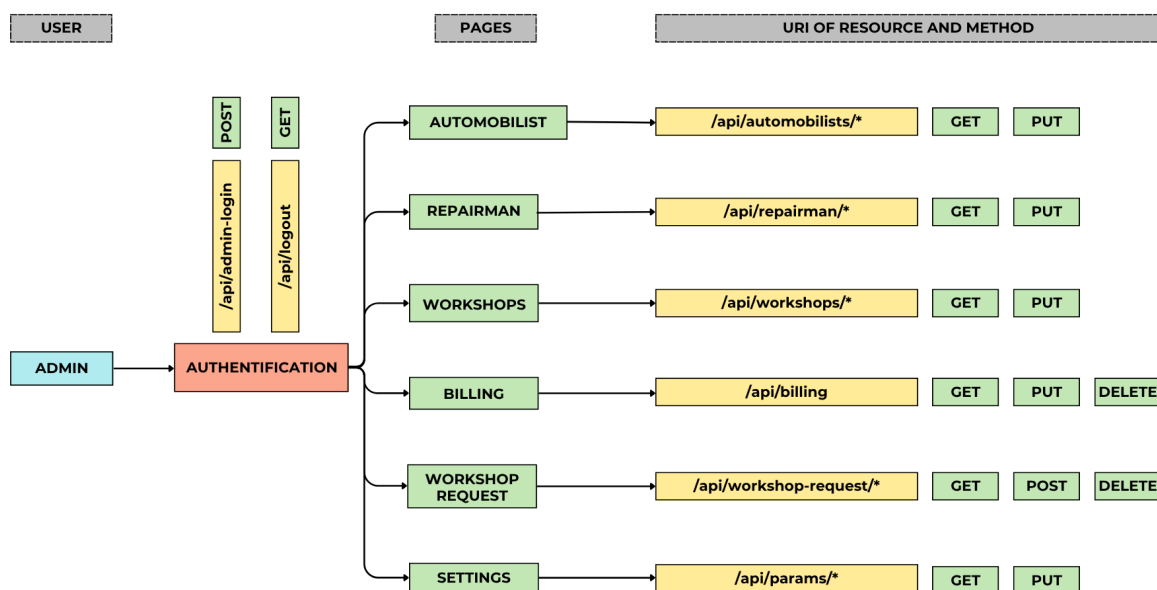 USER
PAGES
URI OF RESOURCE AND METHOD
POST
GET
/api/admin-login
/api/logout
AUTOMOBILIST
/api/automobilists/*
GET
PUT
REPAIRMAN
/api/repairman/*
GET
PUT
WORKSHOPS
/api/workshops/*
GET
PUT
ADMIN
AUTHENTIFICATION
BILLING
/api/billing
GET
PUT
DELETE
WORKSHOP
REQUEST
/api/workshop-request/*
GET
POST
DELETE
SETTINGS
/api/params/*
GET
PUT